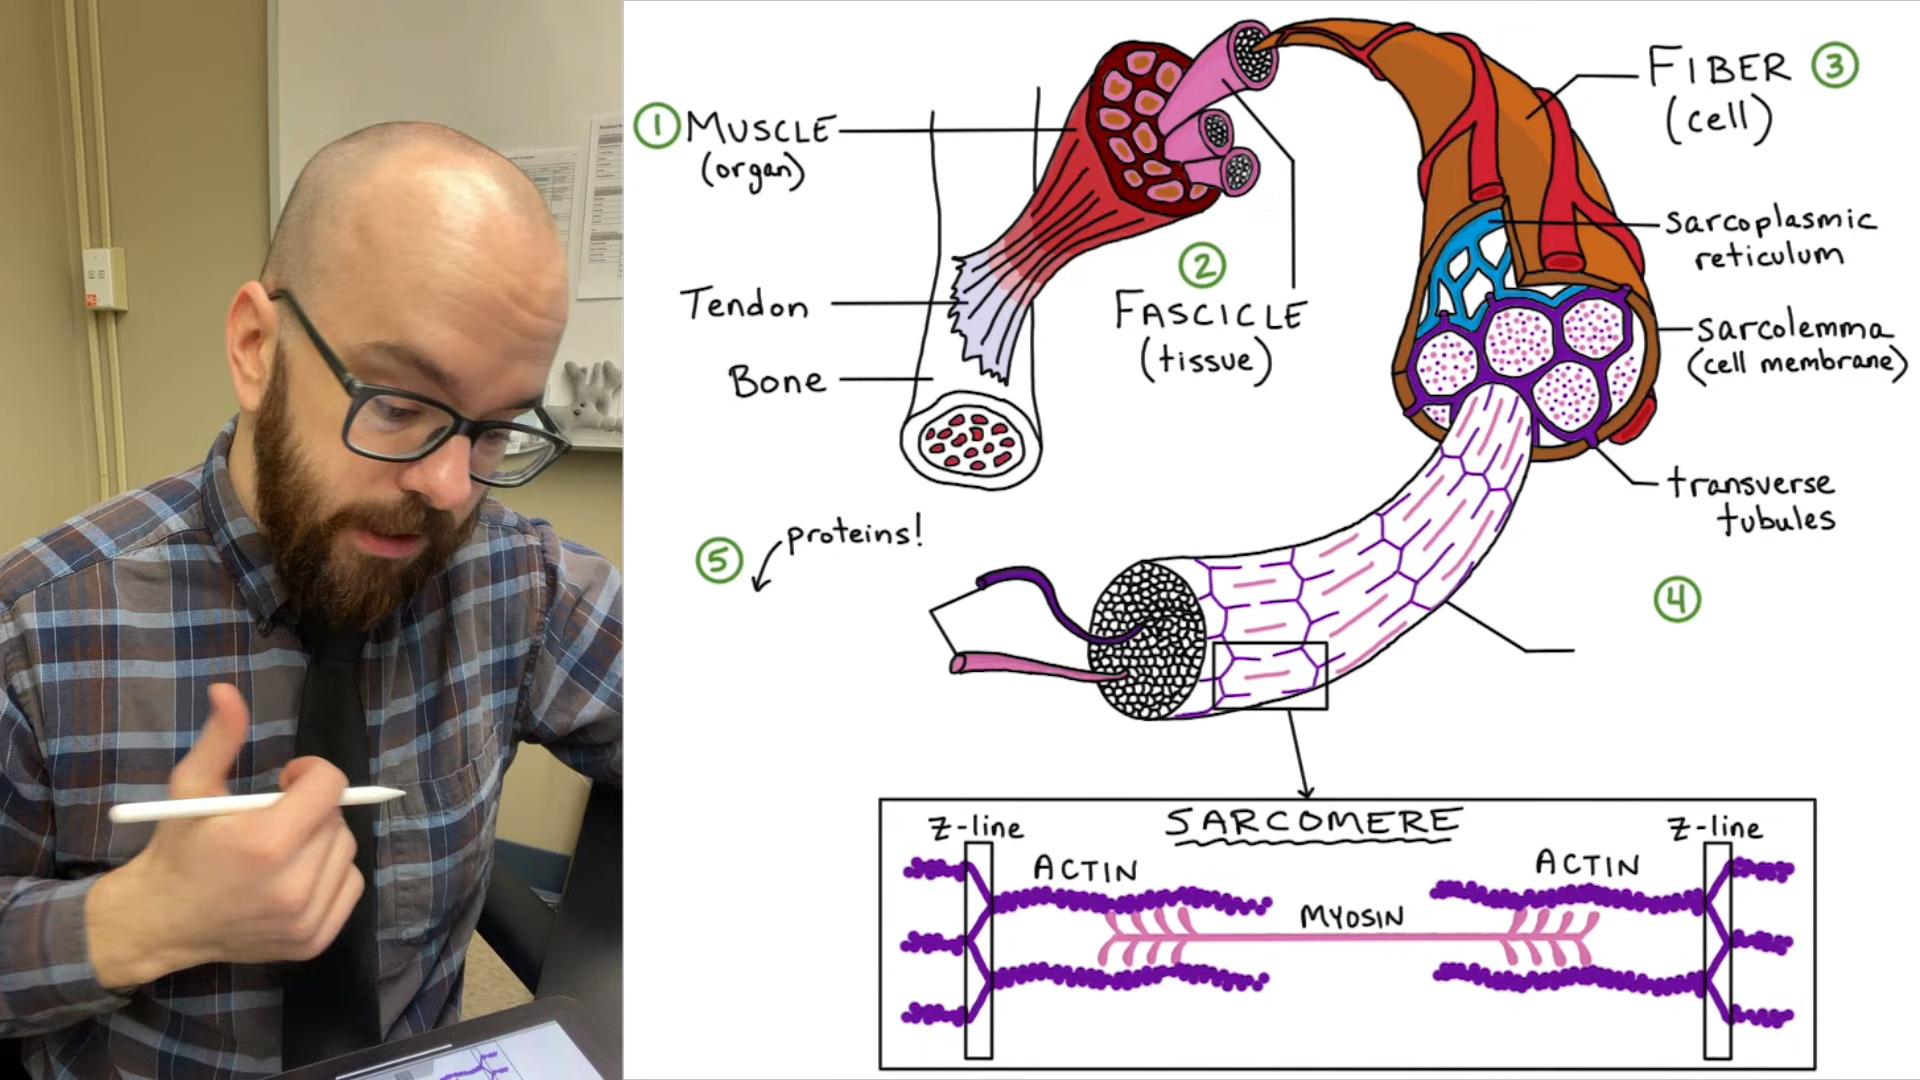 ① MUSCLE
(organ)
Tendon
Bone
② 
FASCICLE
(tissue)
FIBER ③
(cell)
sarcoplasmic
reticulum
sarcolemma
(cell membrane)
transverse
tubules
④
⑤ proteins!
SARCOMERE
Z-line
Z-line
ACTIN
ACTIN
MYOSIN